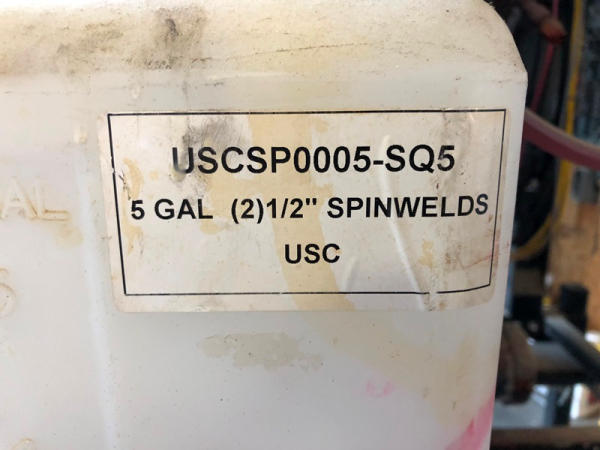 USCSP0005-SQ5
5 GAL (2)1/2" SPINWELDS
USC